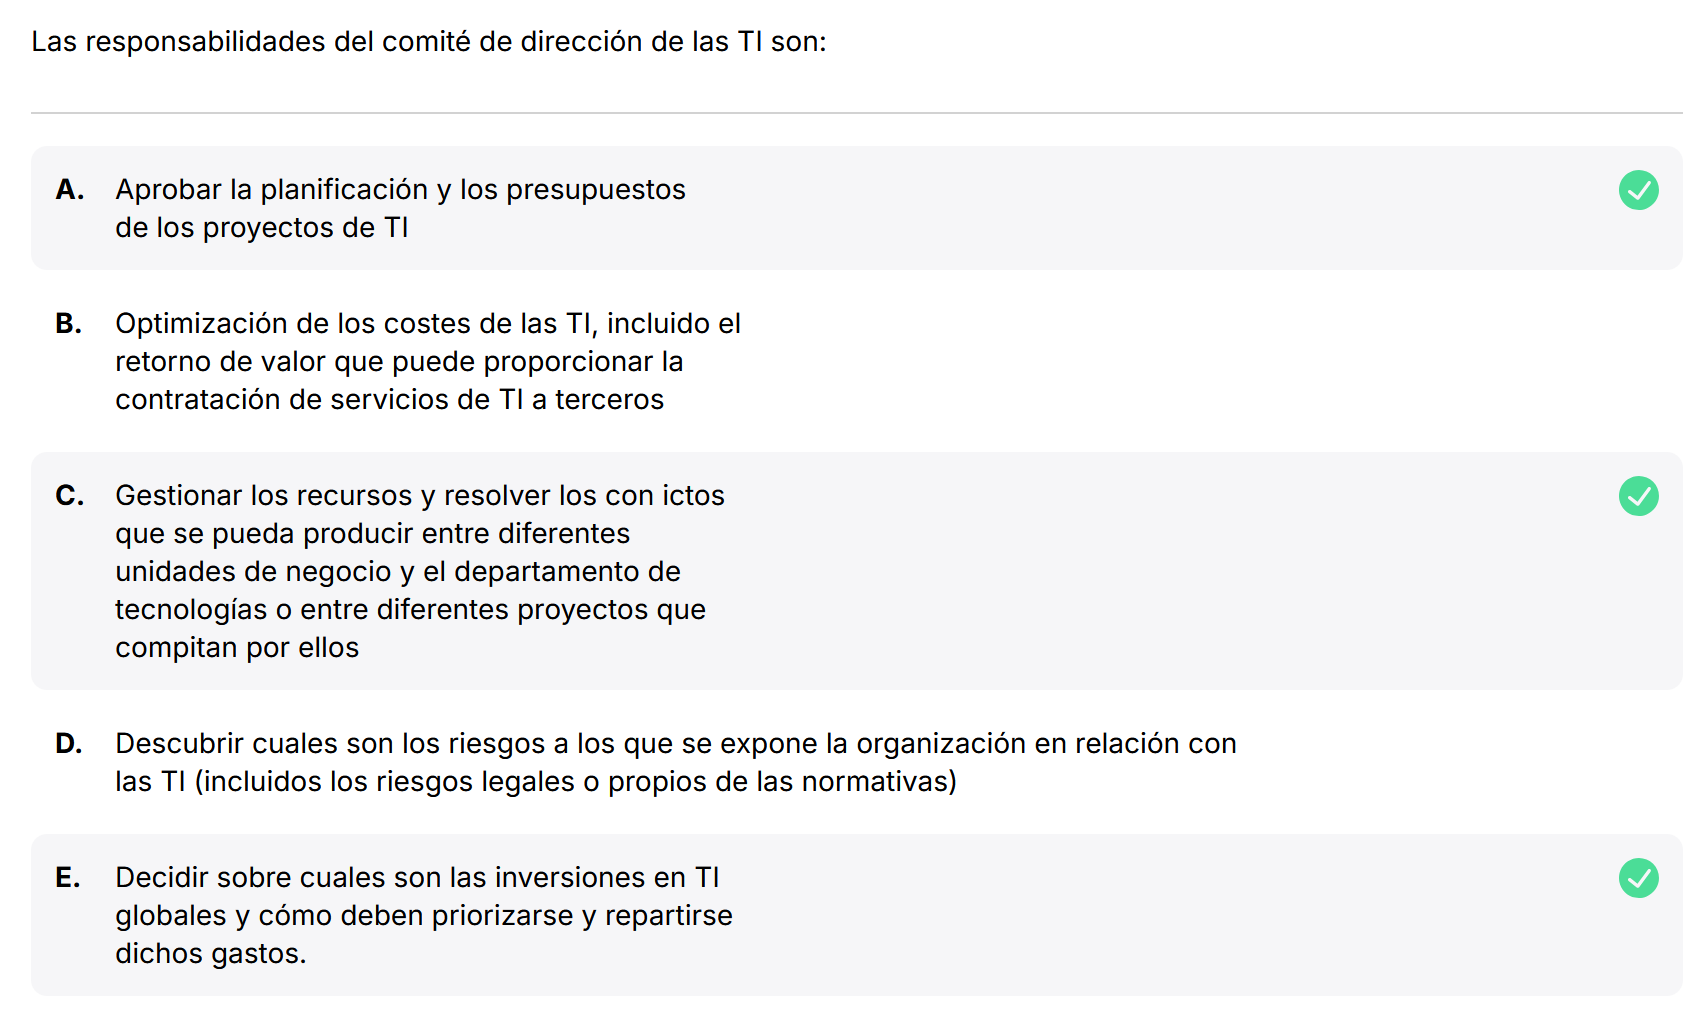 Las responsabilidades del comité de dirección de las TI son:
A. Aprobar la planificación y los presupuestos
de los proyectos de TI
B. Optimización de los costes de las TI, incluido el
retorno de valor que puede proporcionar la
contratación de servicios de TI a terceros
C. Gestionar los recursos y resolver los con ictos
que se pueda producir entre diferentes
unidades de negocio y el departamento de
tecnologías o entre diferentes proyectos que
compitan por ellos
D. Descubrir cuales son los riesgos a los que se expone la organización en relación con
las TI (incluidos los riesgos legales o propios de las normativas)
E. Decidir sobre cuales son las inversiones en TI
globales y cómo deben priorizarse y repartirse
dichos gastos.